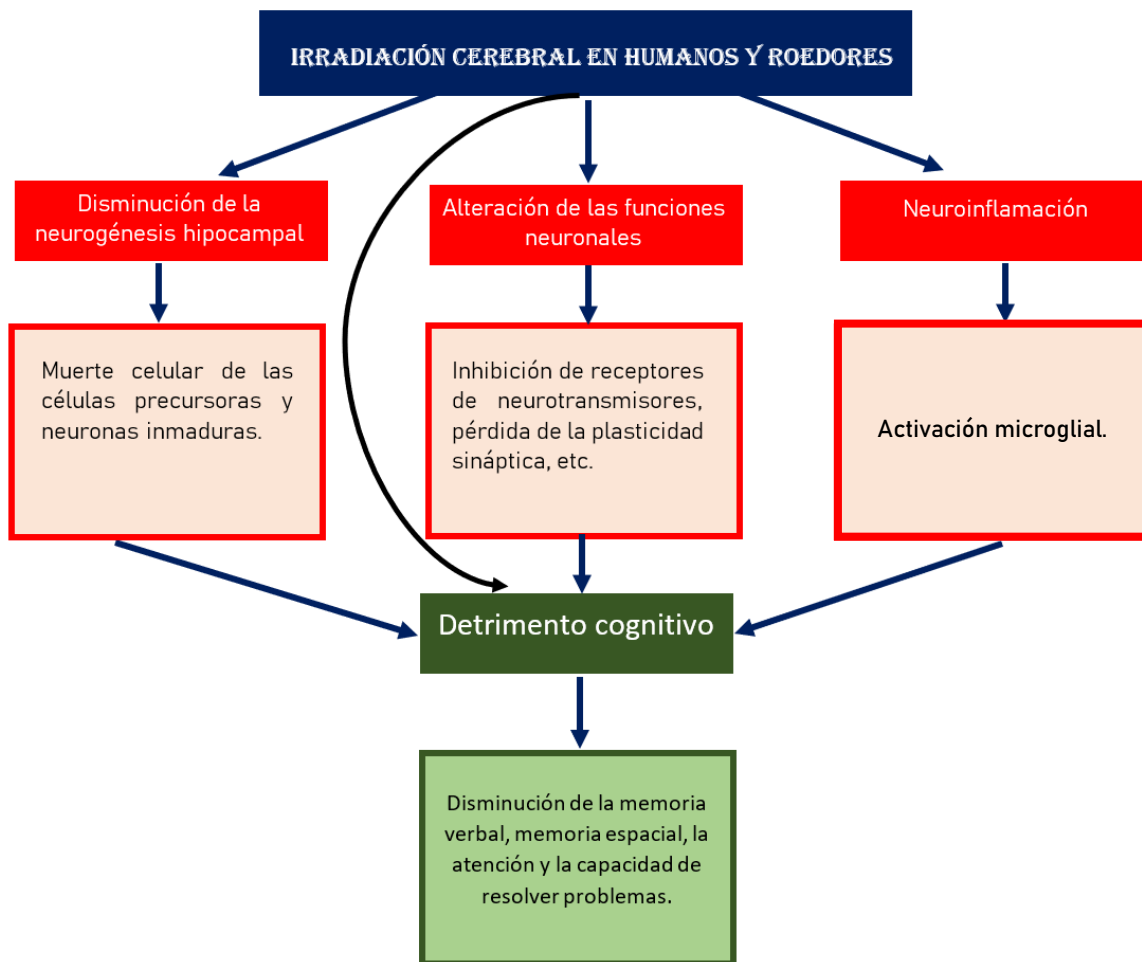 IRRADIACIÓN CEREBRAL EN HUMANOS Y ROEDORES
Disminución de la
neurogénesis hipocampal
Alteración de las funciones
neuronales
Neuroinflamación
Muerte celular de las
células precursoras y
neuronas inmaduras.
Inhibición de receptores
de neurotransmisores,
pérdida de la plasticidad
sináptica, etc.
Activación microglial.
Detrimento cognitivo
Disminución de la memoria
verbal, memoria espacial, la
atención y la capacidad de
resolver problemas.